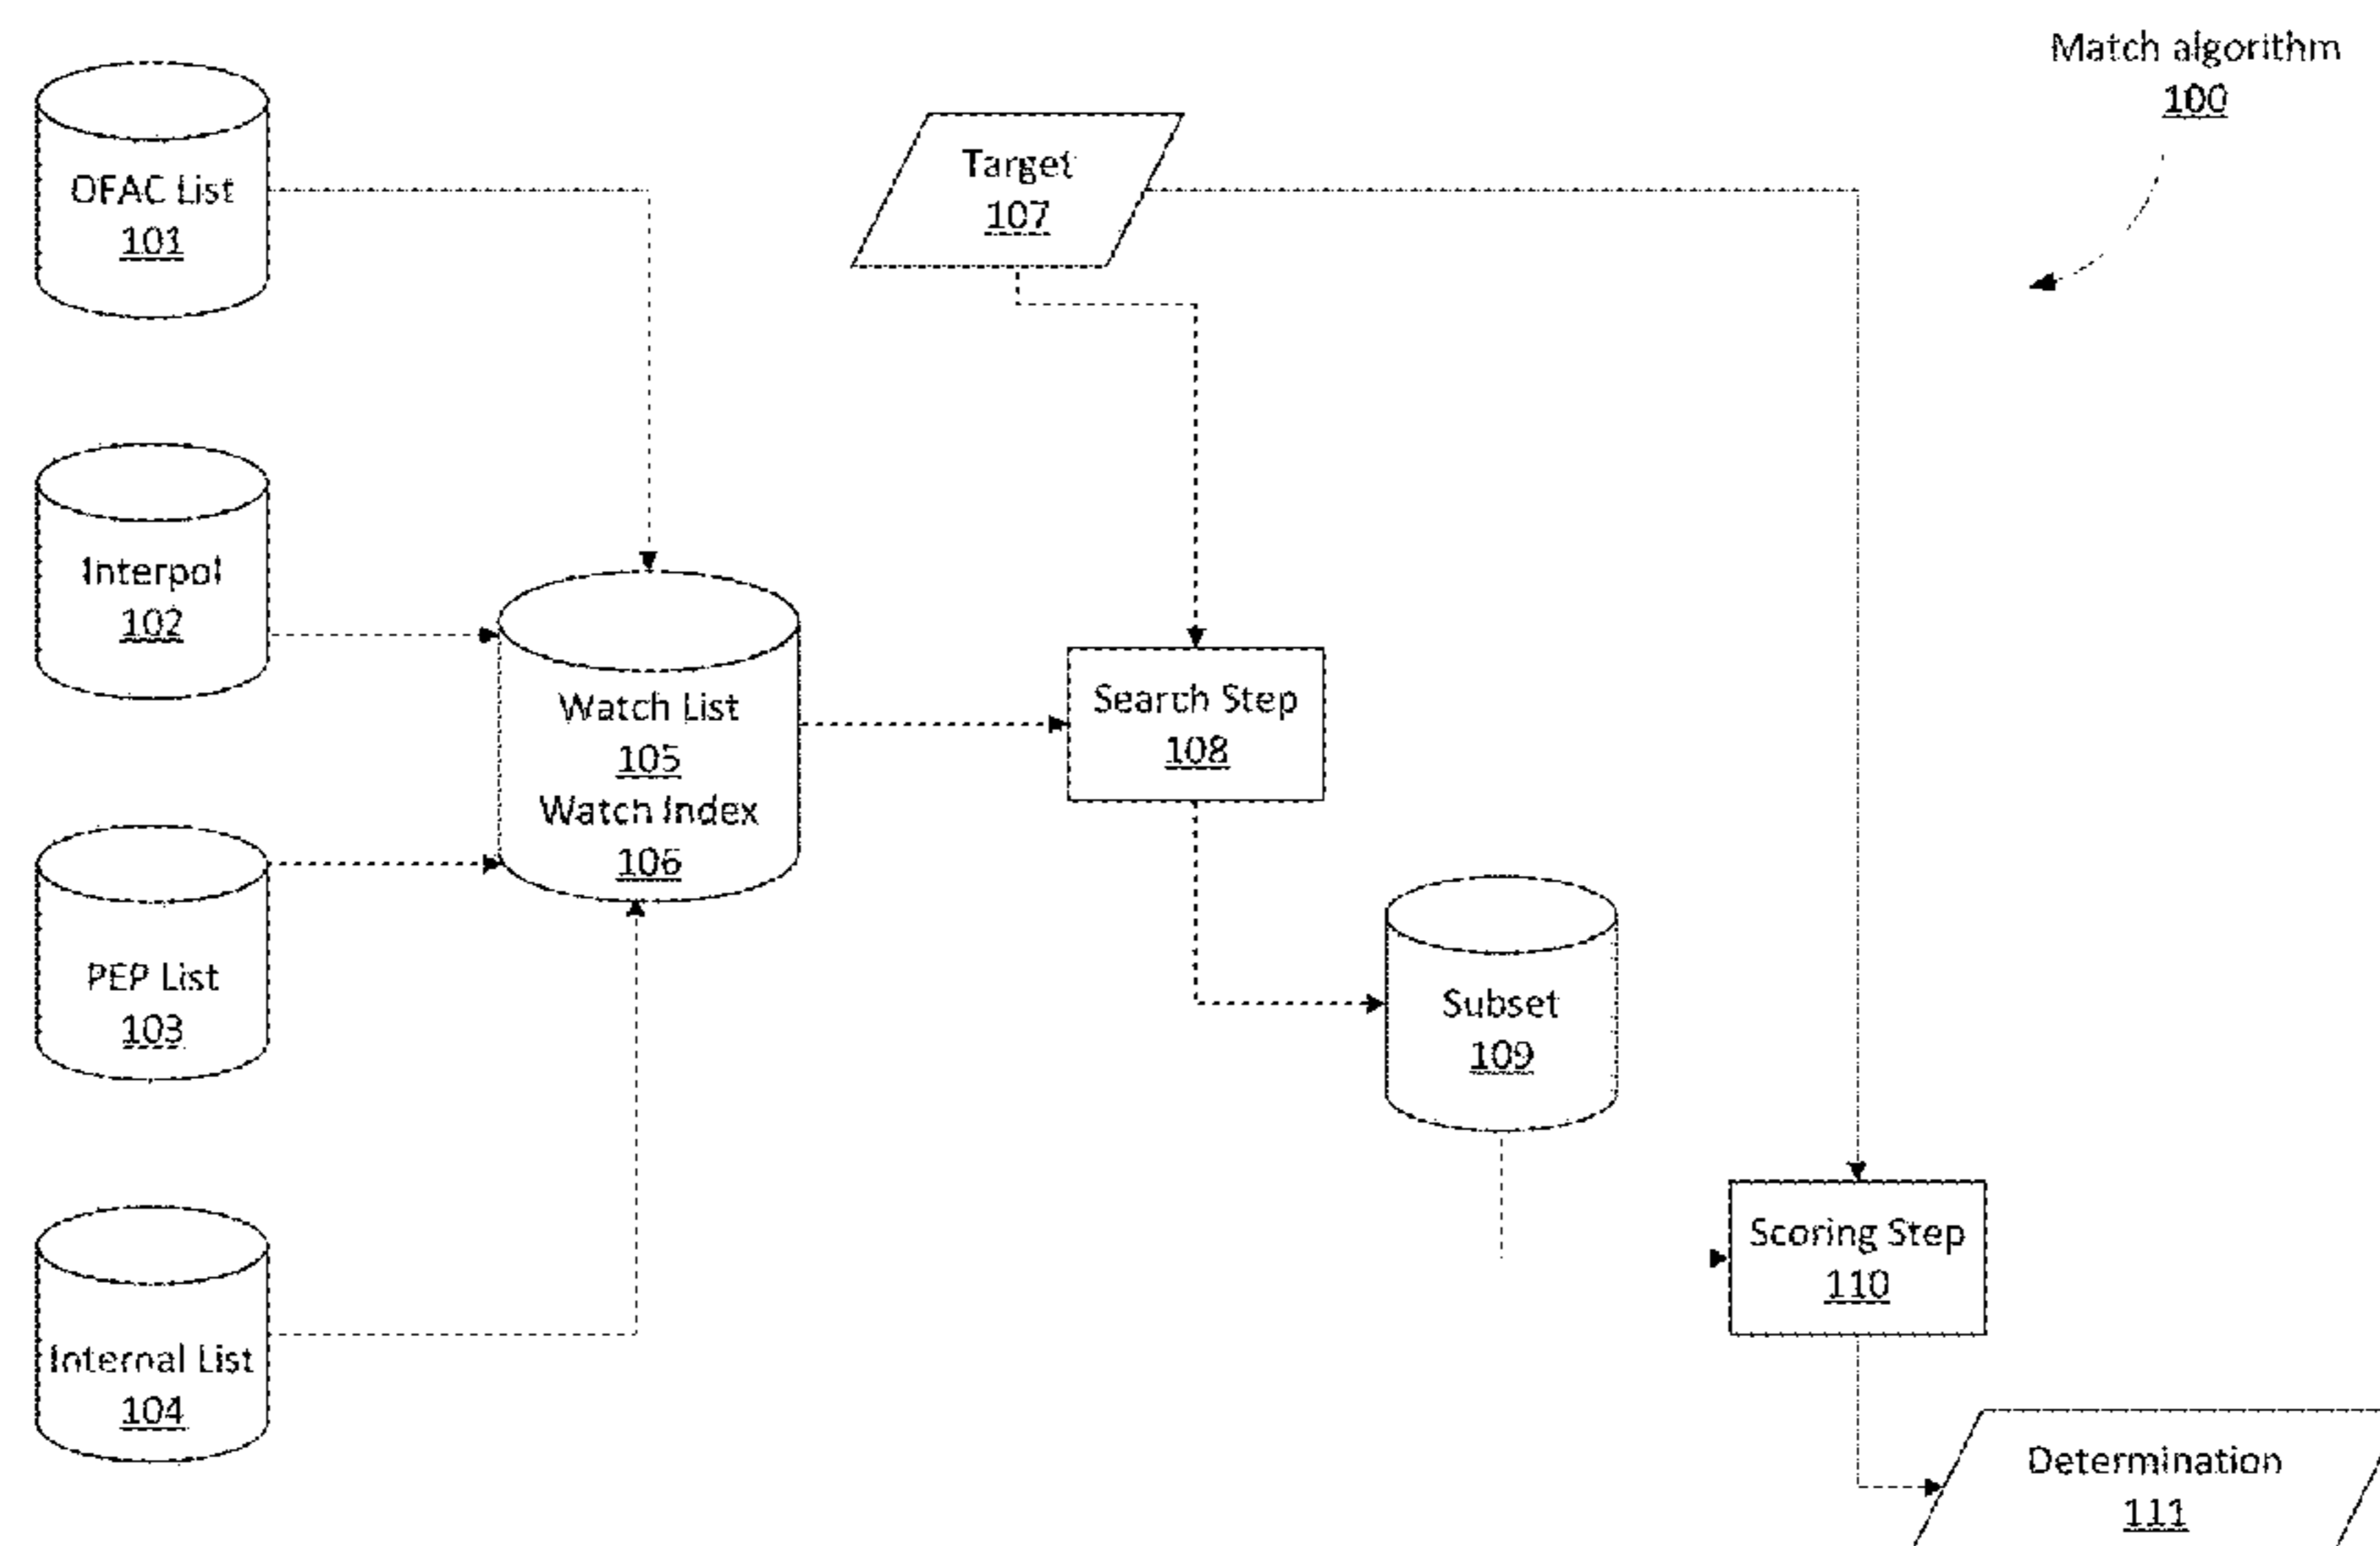 Match algorithm
100
OFAC List
101
Target
107
Interpol
102
Watch List
105
Watch Index
106
Search Step
108
PEP List
103
Subset
109
Scoring Step
110
Internal List
104
Determination
111